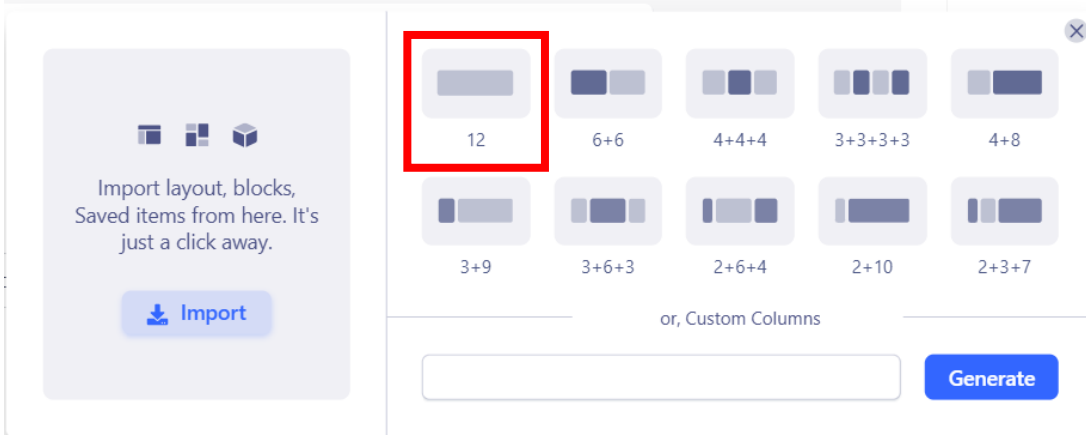 Import layout, blocks,
Saved items from here. It's
just a click away.
Import
12
6+6
4+4+4
3+3+3+3
4+8
3+9
3+6+3
2+6+4
2+10
2+3+7
or, Custom Columns
Generate